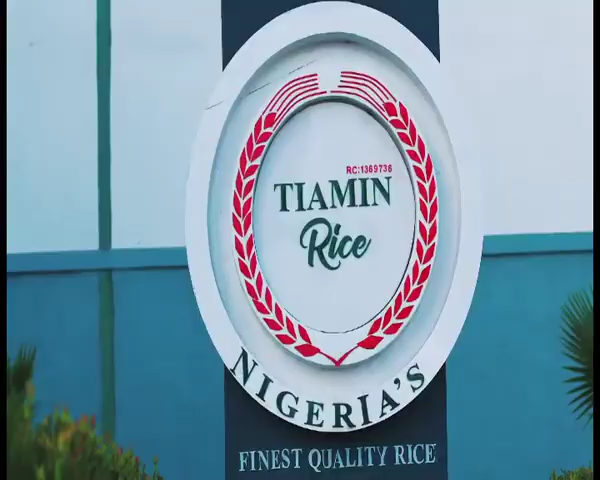 RC:1369736
TIAMIN
Rice
NIGERIA'S
FINEST QUALITY RICE